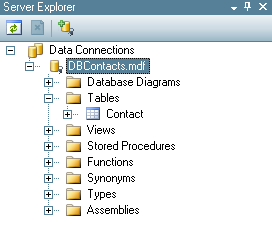 Server Explorer
Data Connections
DBContacts.mdf
Database Diagrams
Tables
Contact
Views
Stored Procedures
Functions
Synonyms
Types
Assemblies